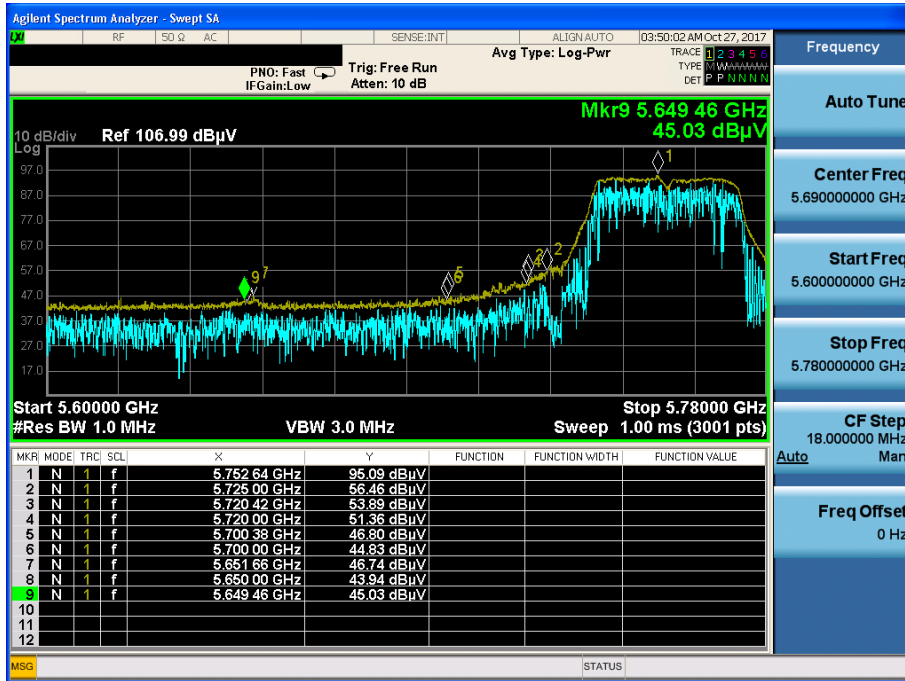 Agilent Spectrum Analyzer - Swept SA
LXI RF 50 Ω AC SENSE:INT ALIGN AUTO 03:50:02 AM Oct 27, 2017
Avg Type: Log-Pwr
TRACE 1 2 3 4 5 6
PNO: Fast Trig: Free Run
TYPE M W W W W W
IFGain:Low Atten: 10 dB
DET P P N N N N
Mkr9 5.649 46 GHz
45.03 dBµV
10 dB/div Ref 106.99 dBµV
Log
97.0
87.0
77.0
67.0
57.0
47.0
37.0
27.0
17.0
1
2
9
7
Start 5.60000 GHz Stop 5.78000 GHz
#Res BW 1.0 MHz VBW 3.0 MHz Sweep 1.00 ms (3001 pts)
MKR MODE TRC SCL X Y FUNCTION FUNCTION WIDTH FUNCTION VALUE
1 N 1 f 5.752 64 GHz 95.09 dBµV
2 N 1 f 5.725 00 GHz 56.46 dBµV
3 N 1 f 5.720 42 GHz 53.89 dBµV
4 N 1 f 5.720 00 GHz 51.36 dBµV
5 N 1 f 5.700 38 GHz 46.80 dBµV
6 N 1 f 5.700 00 GHz 44.83 dBµV
7 N 1 f 5.651 66 GHz 46.74 dBµV
8 N 1 f 5.650 00 GHz 43.94 dBµV
9 N 1 f 5.649 46 GHz 45.03 dBµV
10
11
12
MSG STATUS
Frequency
Auto Tune
Center Freq
5.690000000 GHz
Start Freq
5.600000000 GHz
Stop Freq
5.780000000 GHz
CF Step
18.000000 MHz
Auto Man
Freq Offset
0 Hz